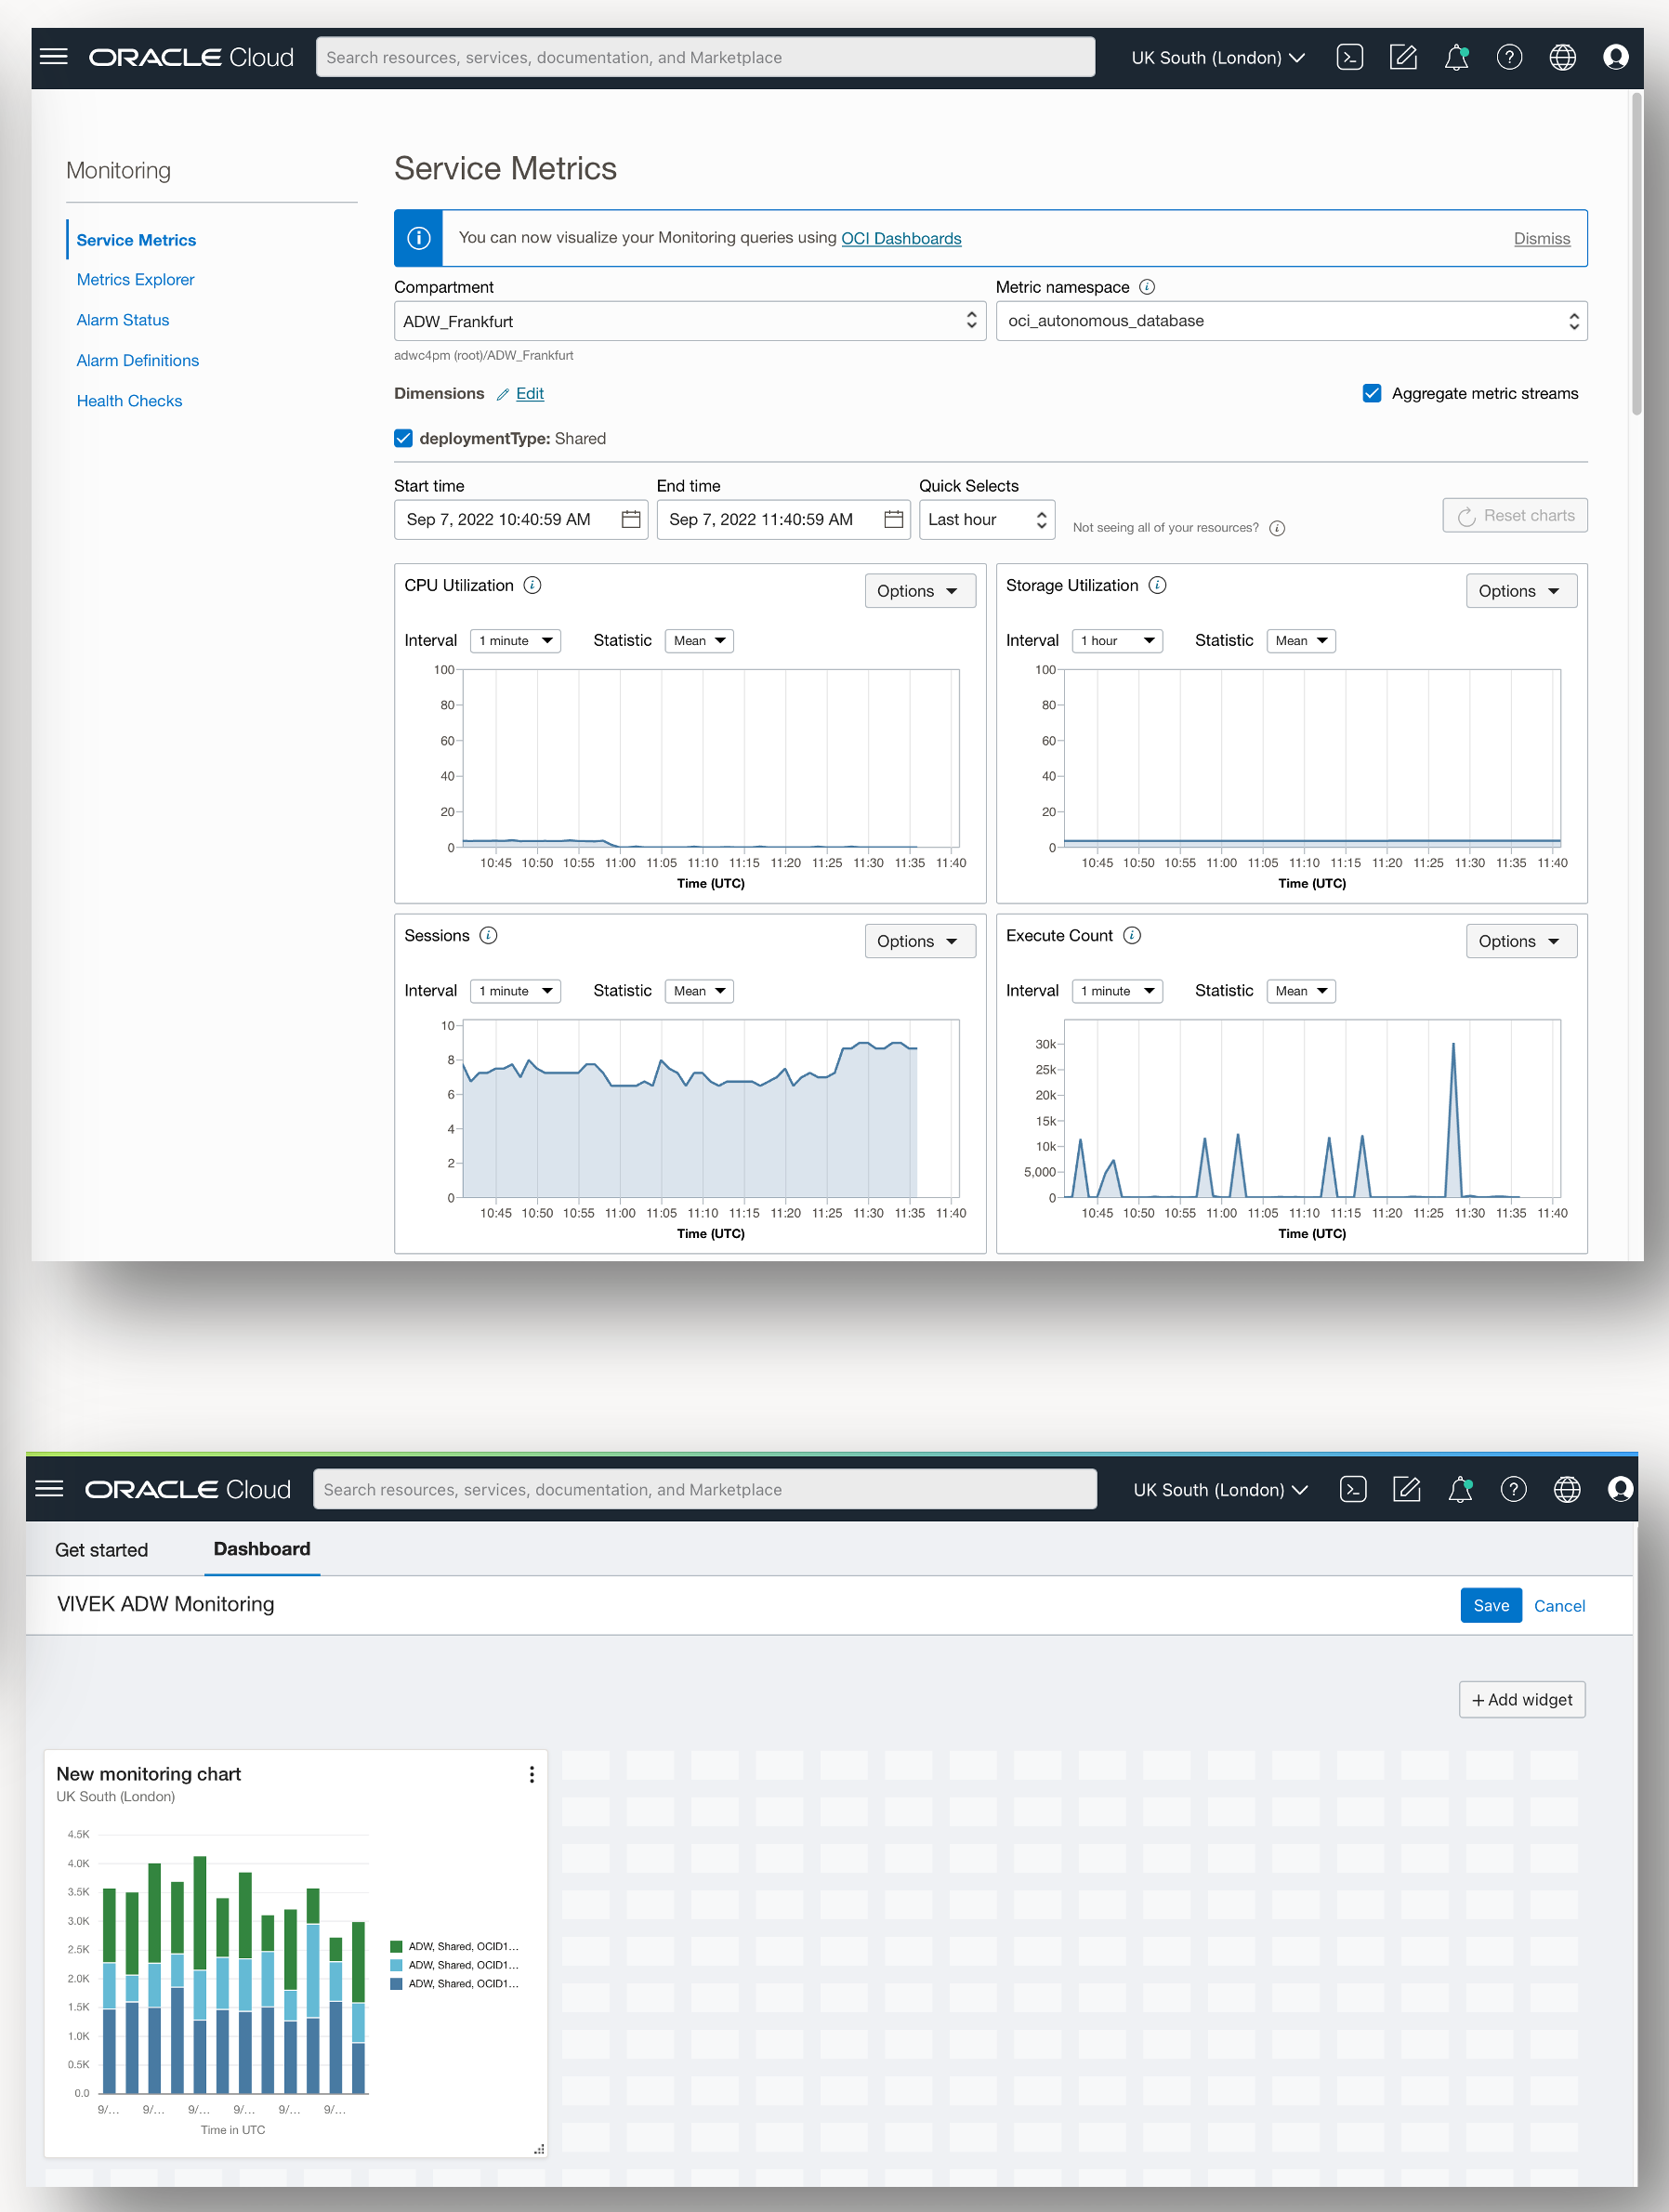 ORACLE Cloud
Search resources, services, documentation, and Marketplace
UK South (London)
Monitoring
Service Metrics
Metrics Explorer
Alarm Status
Alarm Definitions
Health Checks
Service Metrics
You can now visualize your Monitoring queries using OCI Dashboards
Dismiss
Compartment
ADW_Frankfurt
adwc4pm (root)/ADW_Frankfurt
Metric namespace
oci_autonomous_database
Dimensions Edit
Aggregate metric streams
deploymentType: Shared
Start time
Sep 7, 2022 10:40:59 AM
End time
Sep 7, 2022 11:40:59 AM
Quick Selects
Last hour
Not seeing all of your resources?
Reset charts
CPU Utilization
Options
Interval 1 minute Statistic Mean
100
80
60
40
20
0
10:45 10:50 10:55 11:00 11:05 11:10 11:15 11:20 11:25 11:30 11:35 11:40
Time (UTC)
Storage Utilization
Options
Interval 1 hour Statistic Mean
100
80
60
40
20
0
10:45 10:50 10:55 11:00 11:05 11:10 11:15 11:20 11:25 11:30 11:35 11:40
Time (UTC)
Sessions
Options
Interval 1 minute Statistic Mean
10
8
6
4
2
0
10:45 10:50 10:55 11:00 11:05 11:10 11:15 11:20 11:25 11:30 11:35 11:40
Time (UTC)
Execute Count
Options
Interval 1 minute Statistic Mean
30k
25k
20k
15k
10k
5,000
0
10:45 10:50 10:55 11:00 11:05 11:10 11:15 11:20 11:25 11:30 11:35 11:40
Time (UTC)
ORACLE Cloud
Search resources, services, documentation, and Marketplace
UK South (London)
Get started
Dashboard
VIVEK ADW Monitoring
Save
Cancel
+ Add widget
New monitoring chart
UK South (London)
4.5K
4.0K
3.5K
3.0K
2.5K
2.0K
1.5K
1.0K
0.5K
0.0
9/... 9/... 9/... 9/... 9/... 9/...
Time in UTC
ADW, Shared, OCID1...
ADW, Shared, OCID1...
ADW, Shared, OCID1...